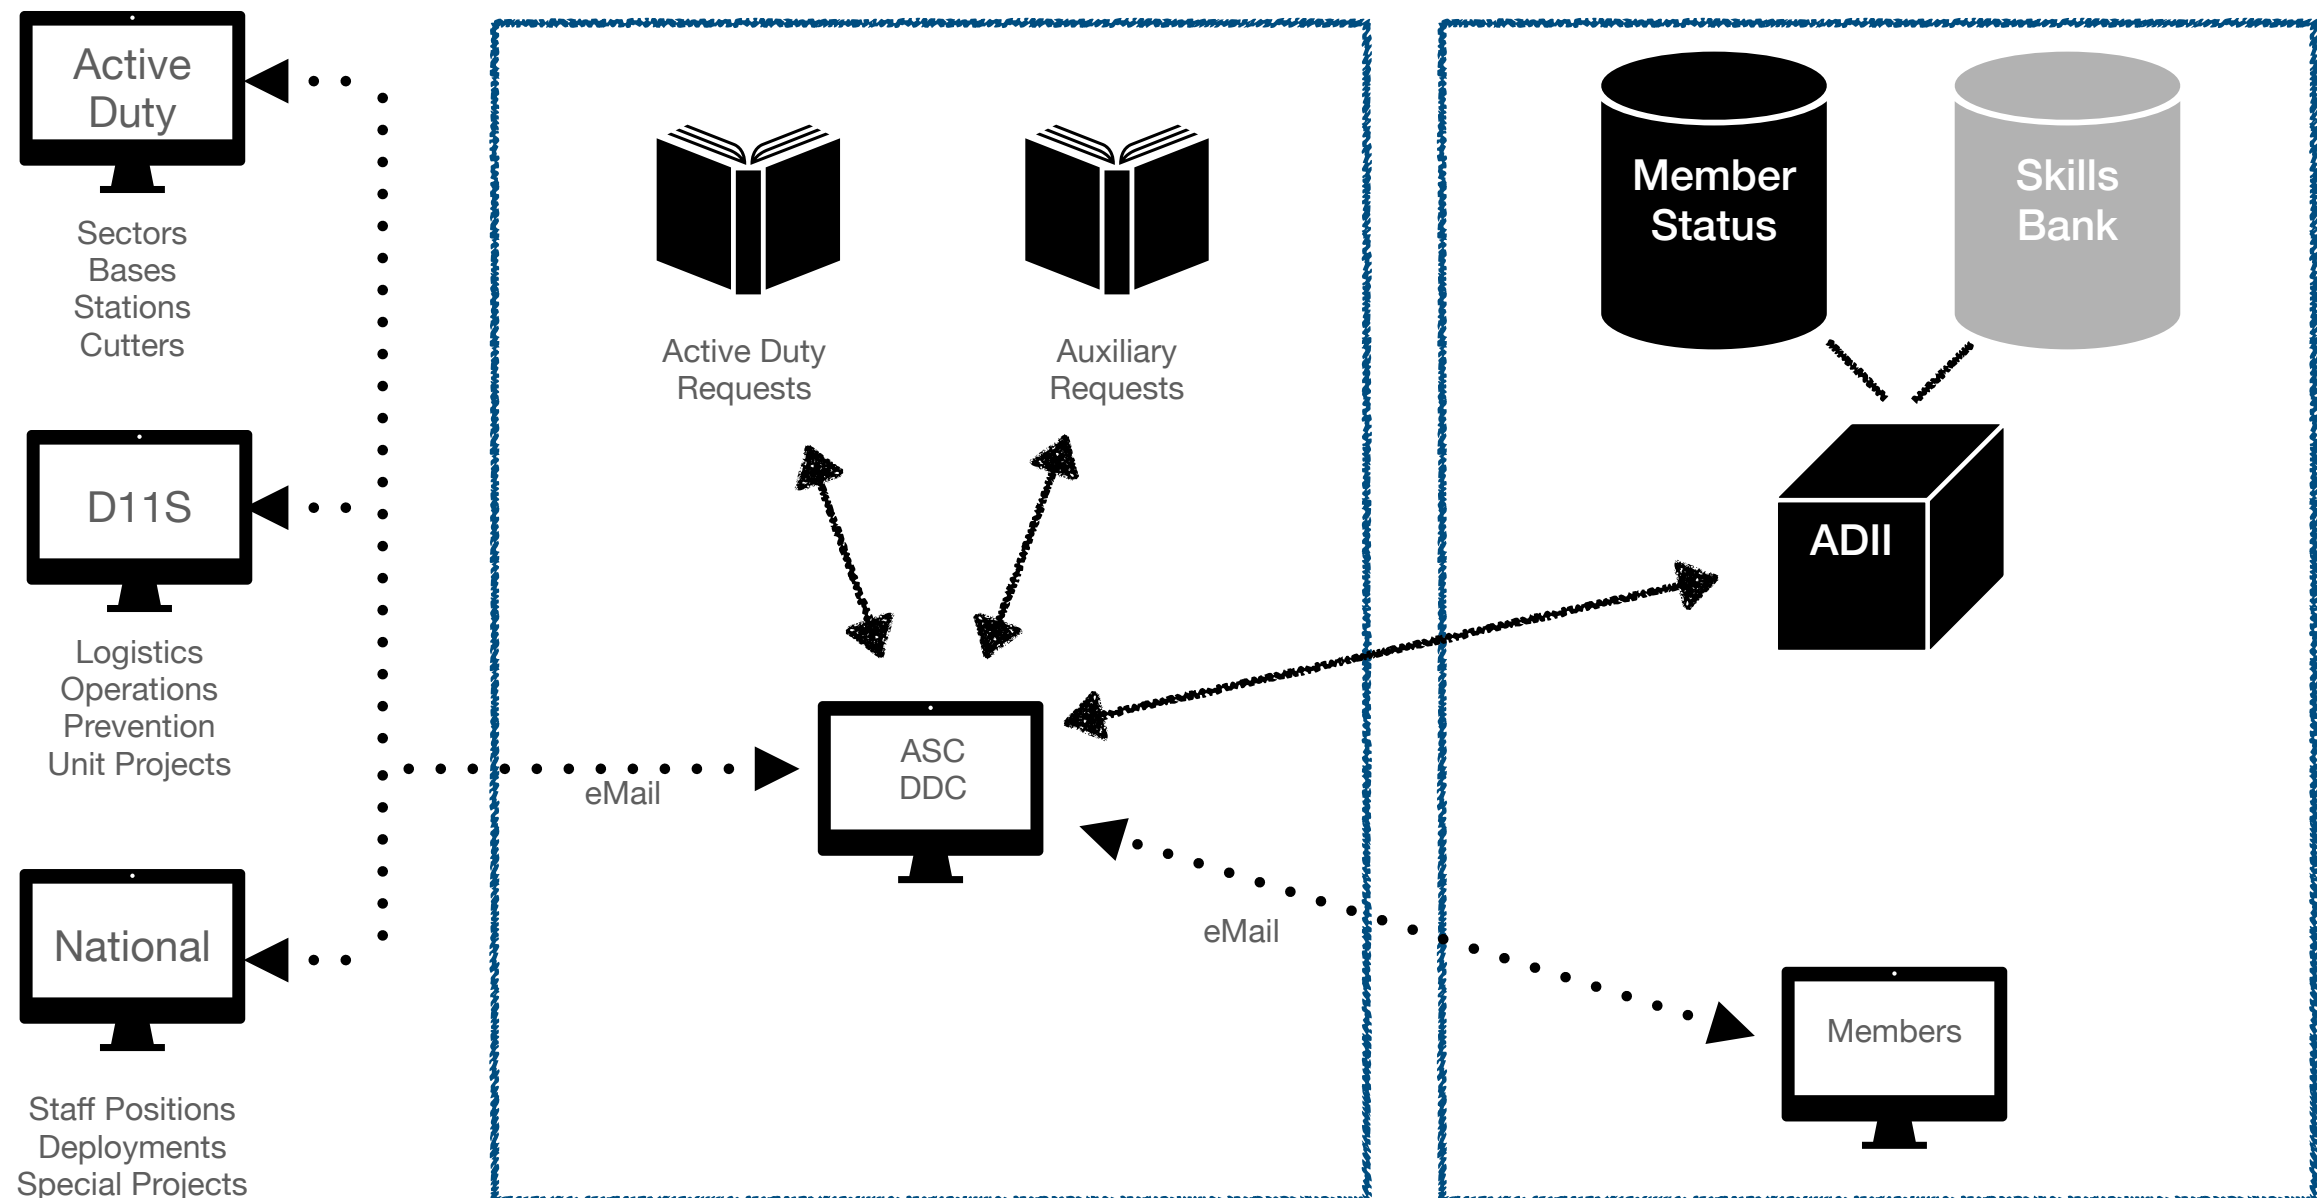 Active
Duty
Sectors
Bases
Stations
Cutters
D11S
Logistics
Operations
Prevention
Unit Projects
National
Staff Positions
Deployments
Special Projects
Active Duty
Requests
Auxiliary
Requests
eMail
ASC
DDC
eMail
Member
Status
Skills
Bank
ADII
Members